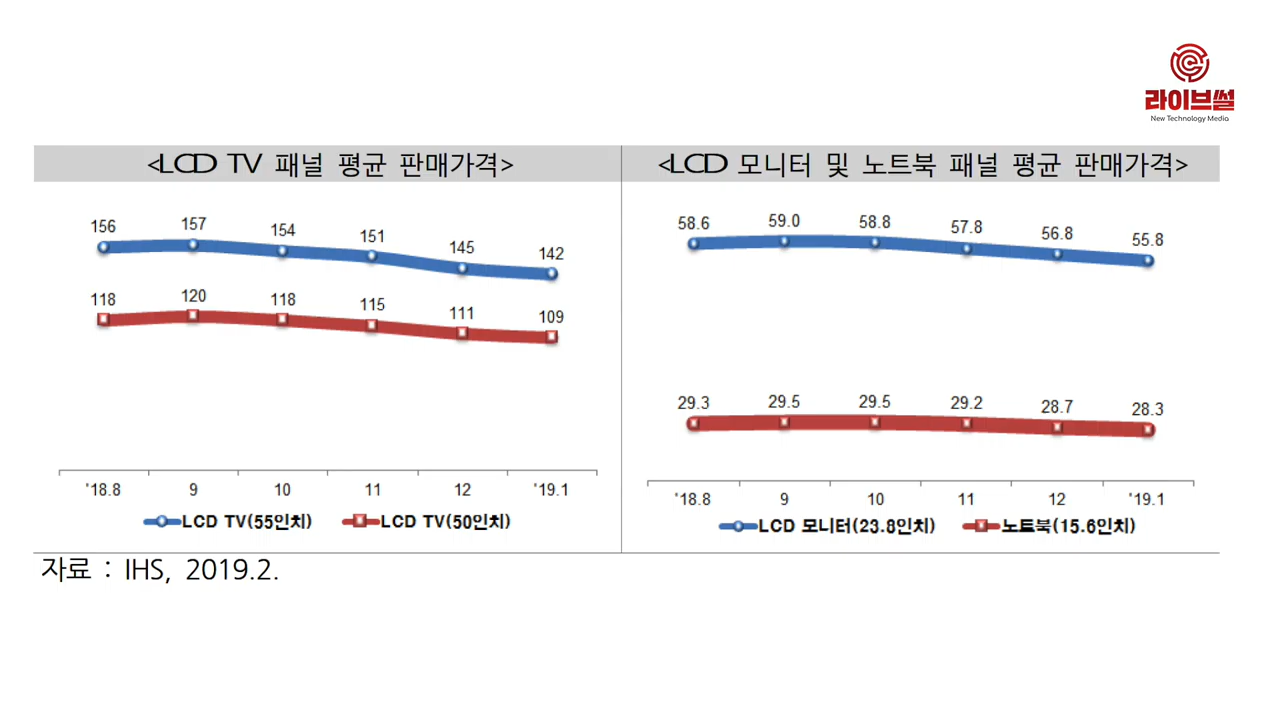 라이브썰
New Technology Media
<LCD TV 패널 평균 판매가격>
156 157 154 151 145 142
118 120 118 115 111 109
'18.8 9 10 11 12 '19.1
LCD TV(55인치) LCD TV(50인치)
<LCD 모니터 및 노트북 패널 평균 판매가격>
58.6 59.0 58.8 57.8 56.8 55.8
29.3 29.5 29.5 29.2 28.7 28.3
'18.8 9 10 11 12 '19.1
LCD 모니터(23.8인치) 노트북(15.6인치)
자료 : IHS, 2019.2.